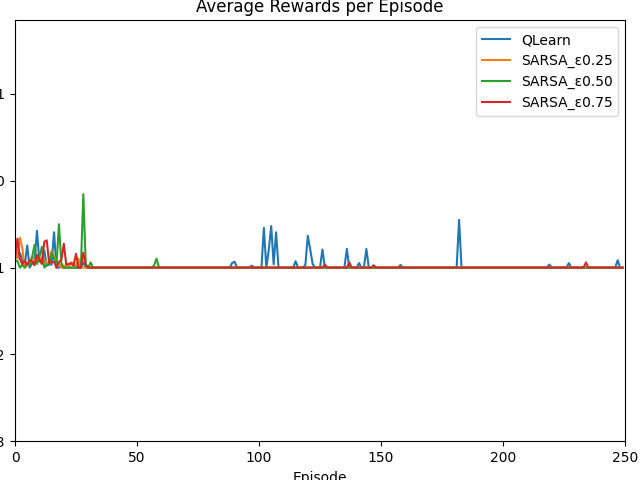 Average Rewards per Episode
QLearn
SARSA_ε0.25
SARSA_ε0.50
SARSA_ε0.75
1
0
1
2
3
0 50 100 150 200 250
Episode